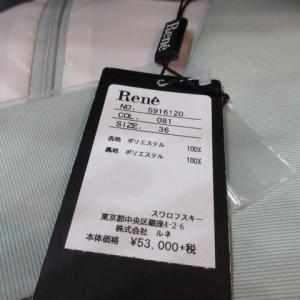 René
René
NO. 5916120
COL. 081
SIZE. 36
表地 ポリエステル 100%
裏地 ポリエステル 100%
スワロフスキー
東京都中央区銀座4-2-6
株式会社 ルネ
本体価格 ¥53,000+税